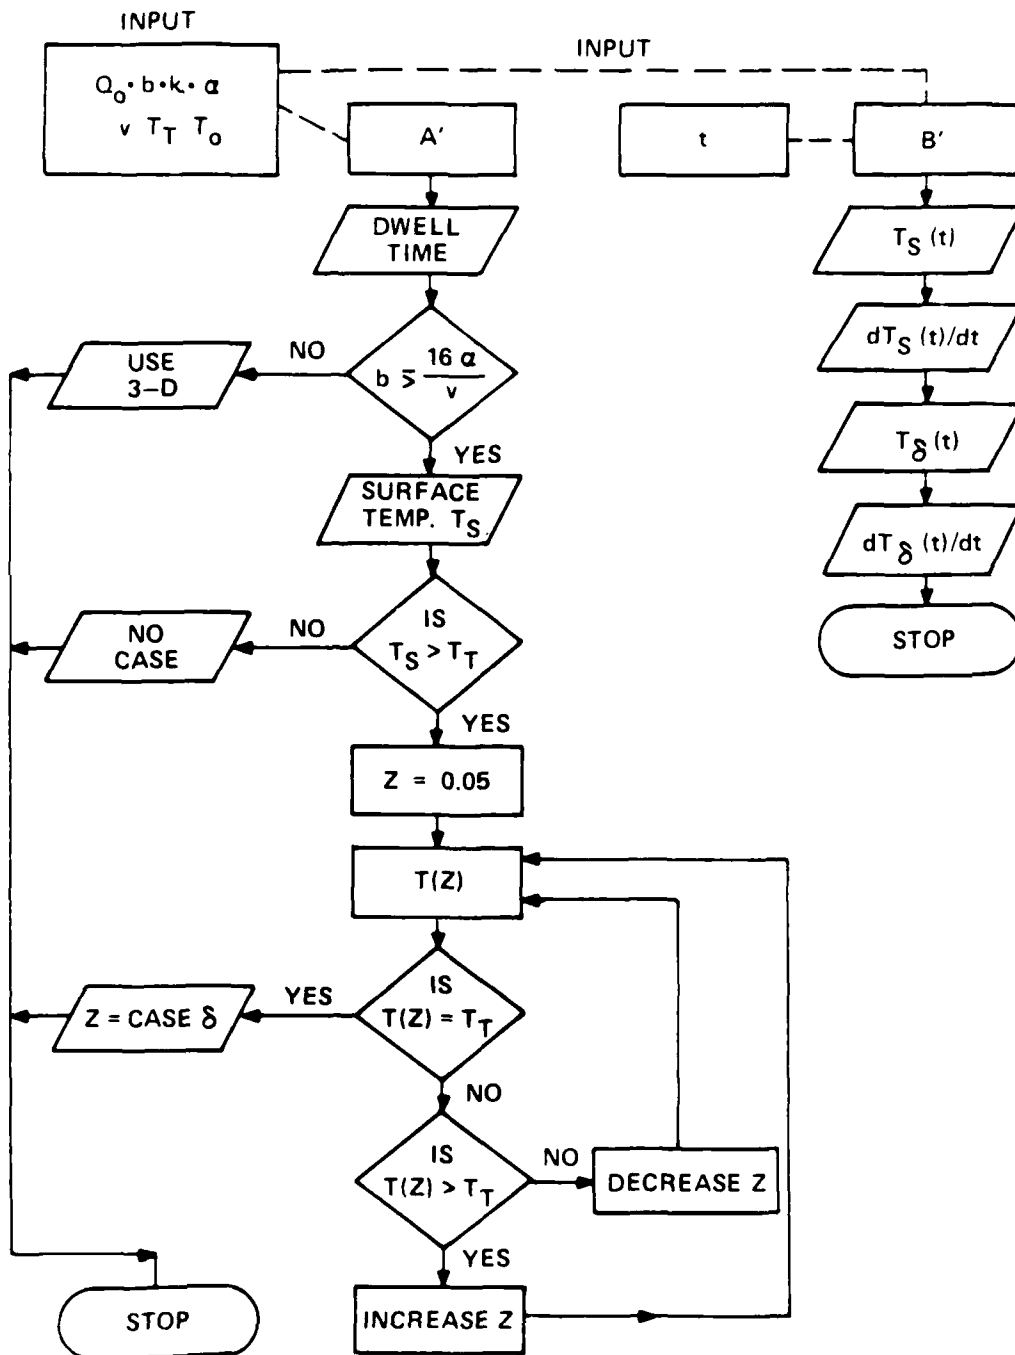 INPUT
INPUT
Q₀·b·k·α
v T_T T₀
A′
t
B′
DWELL
TIME
T_S (t)
USE
3–D
NO
b ⩾ 16 α / v
dT_S (t)/dt
YES
T_δ (t)
SURFACE
TEMP. T_S
dT_δ (t)/dt
NO
CASE
NO
IS
T_S > T_T
STOP
YES
Z = 0.05
T(Z)
Z = CASE δ
YES
IS
T(Z) = T_T
NO
IS
T(Z) > T_T
NO
DECREASE Z
YES
STOP
INCREASE Z